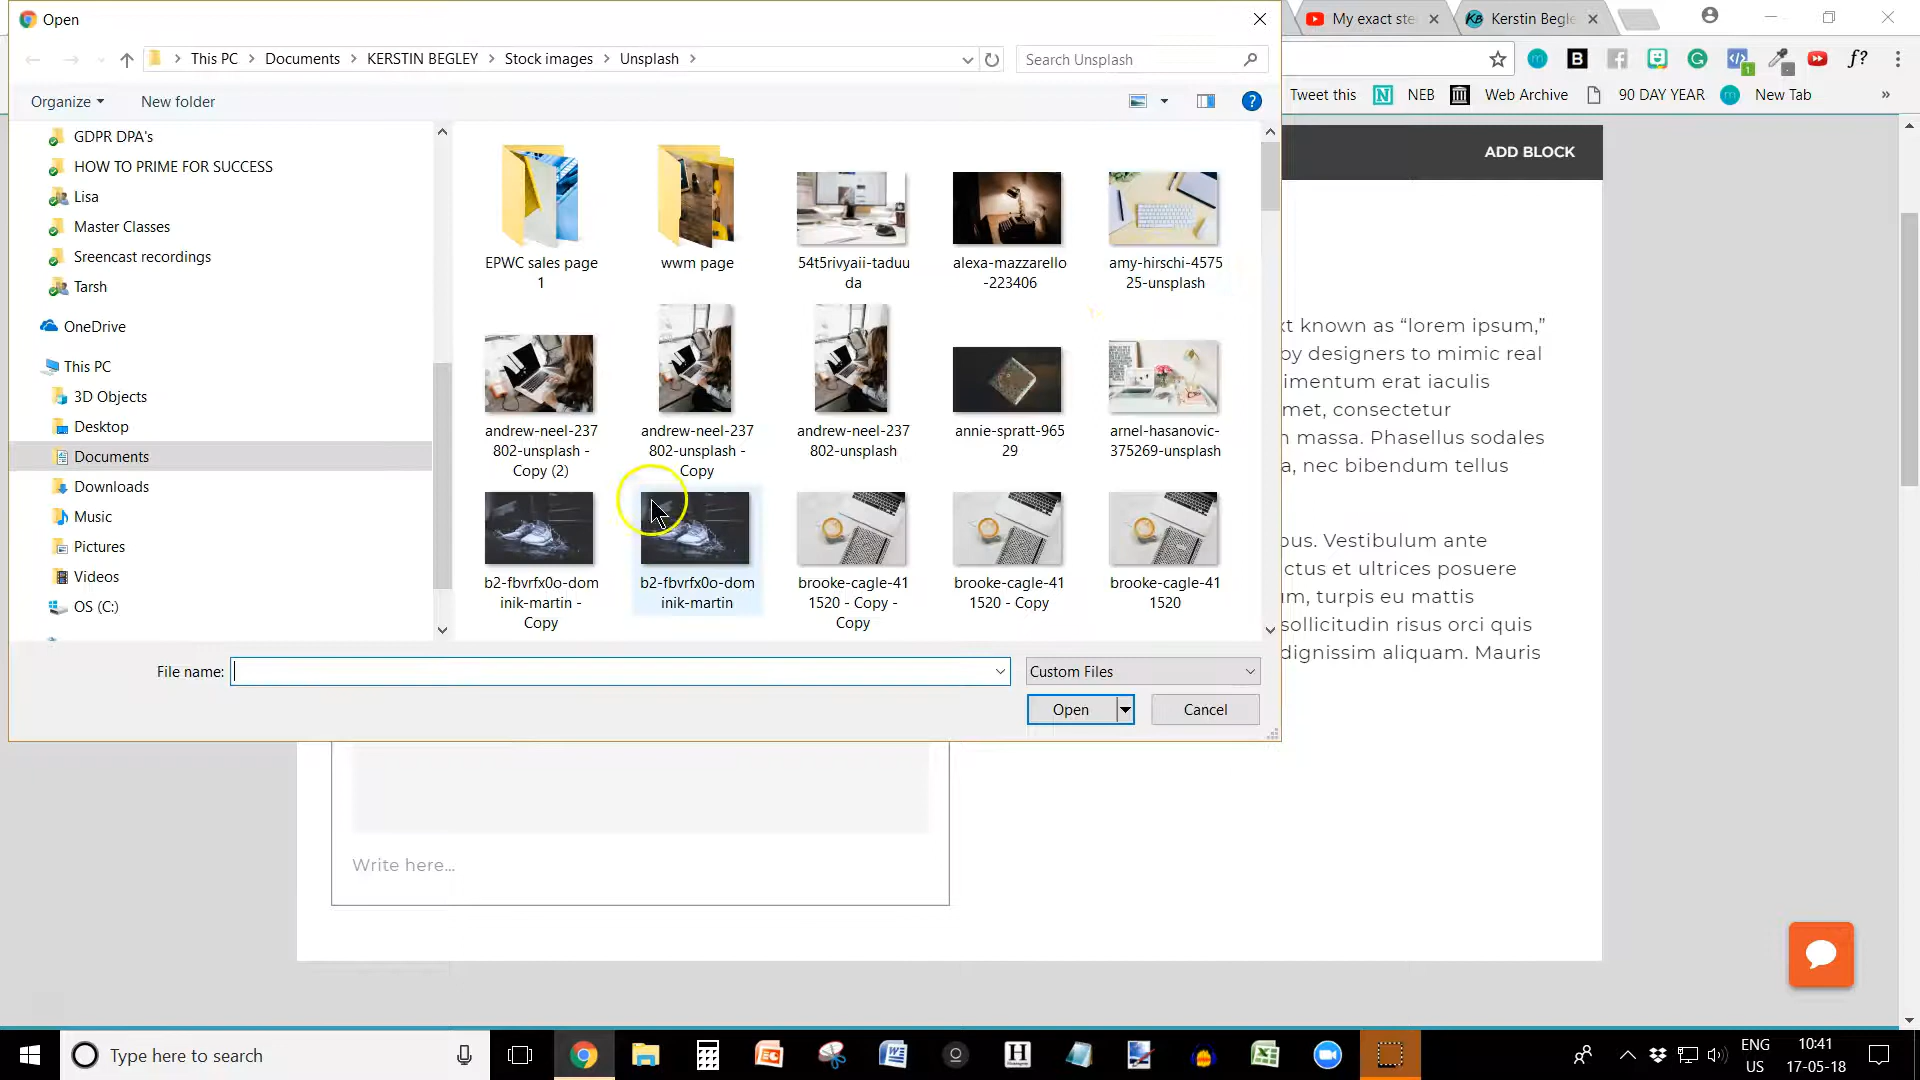 Open
My exact ste
Kerstin Begle
This PC
Documents
KERSTIN BEGLEY
Stock images
Unsplash
Search Unsplash
Organize
New folder
Tweet this
NEB
Web Archive
90 DAY YEAR
New Tab
GDPR DPA's
HOW TO PRIME FOR SUCCESS
Lisa
Master Classes
Sreencast recordings
Tarsh
OneDrive
This PC
3D Objects
Desktop
Documents
Downloads
Music
Pictures
Videos
OS (C:)
EPWC sales page
1
wwm page
54t5rivyaii-taduu
da
alexa-mazzarello
-223406
amy-hirschi-4575
25-unsplash
andrew-neel-237
802-unsplash -
Copy (2)
andrew-neel-237
802-unsplash -
Copy
andrew-neel-237
802-unsplash
annie-spratt-965
29
arnel-hasanovic-
375269-unsplash
b2-fbvrfx0o-dom
inik-martin -
Copy
b2-fbvrfx0o-dom
inik-martin
brooke-cagle-41
1520 - Copy -
Copy
brooke-cagle-41
1520 - Copy
brooke-cagle-41
1520
File name:
Custom Files
Open
Cancel
ADD BLOCK
xt known as “lorem ipsum,”
by designers to mimic real
imentum erat iaculis
met, consectetur
n massa. Phasellus sodales
a, nec bibendum tellus
ous. Vestibulum ante
ctus et ultrices posuere
um, turpis eu mattis
sollicitudin risus orci quis
dignissim aliquam. Mauris
Write here...
Type here to search
ENG
US
10:41
17-05-18